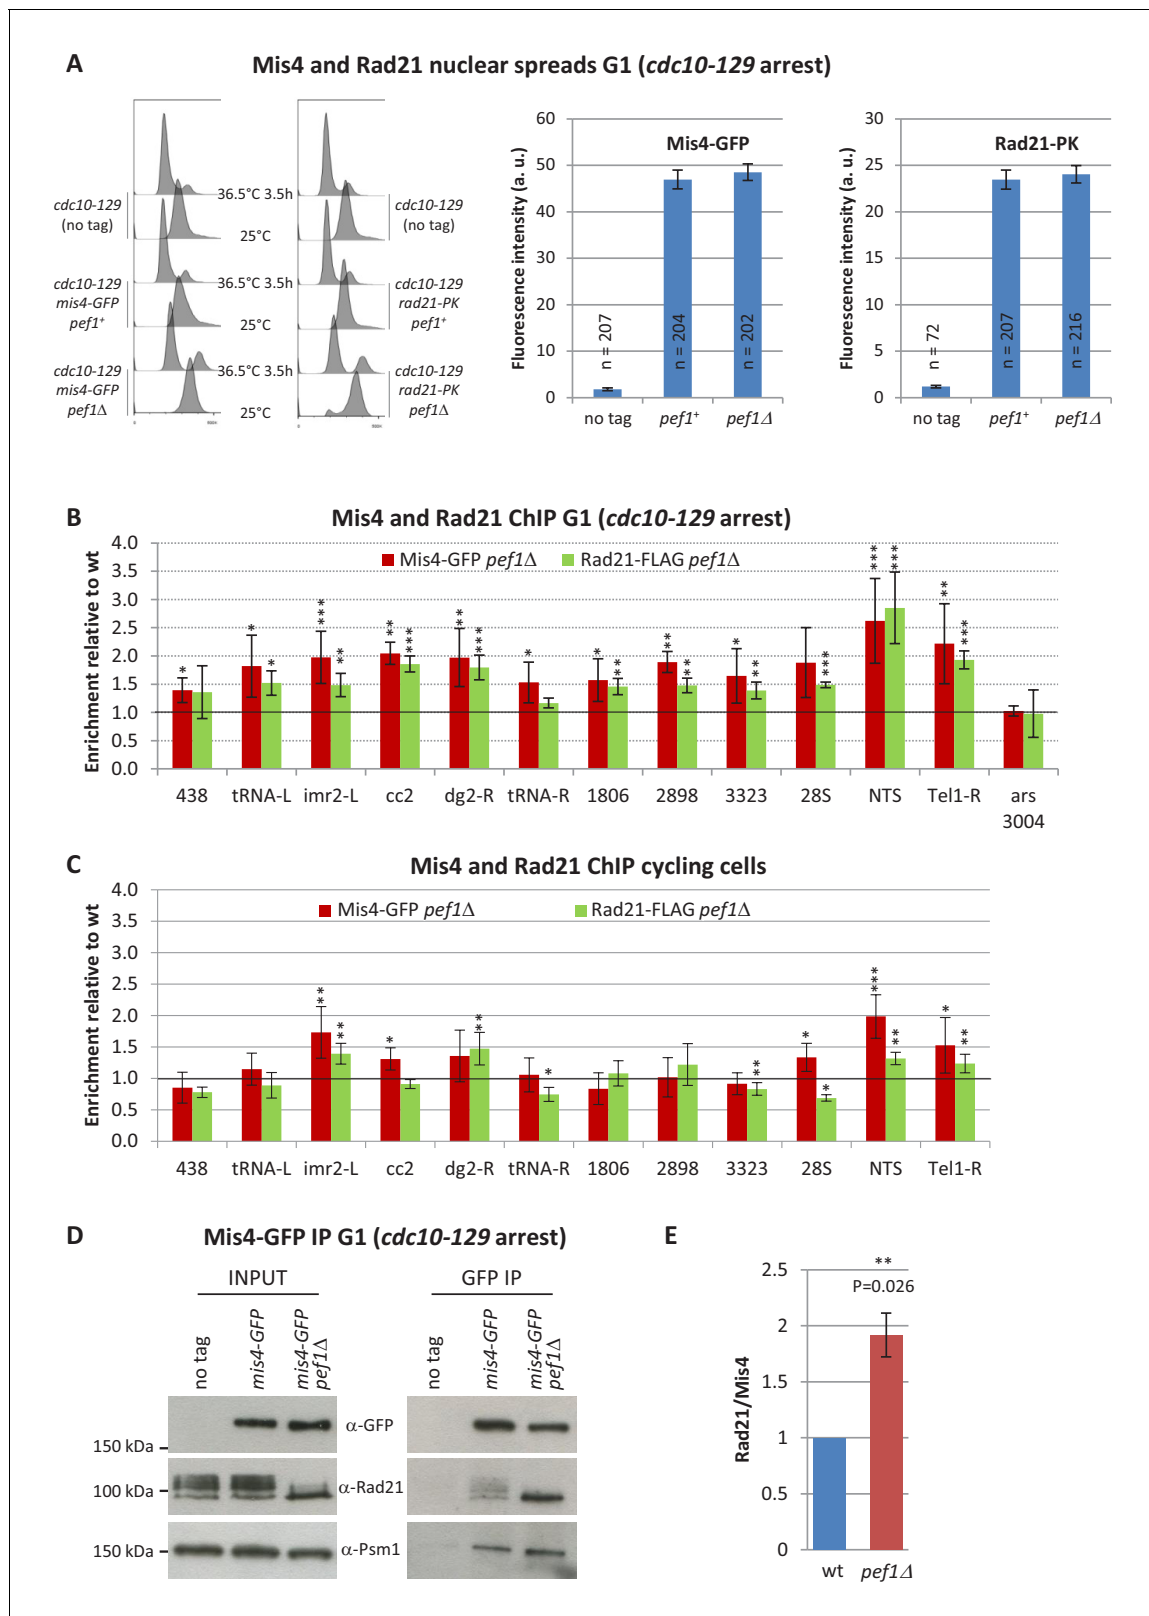 A
Mis4 and Rad21 nuclear spreads G1 (cdc10-129 arrest)
cdc10-129
(no tag)
36.5°C 3.5h
25°C
cdc10-129
(no tag)
cdc10-129
mis4-GFP
pef1+
36.5°C 3.5h
25°C
cdc10-129
rad21-PK
pef1+
cdc10-129
mis4-GFP
pef1Δ
36.5°C 3.5h
25°C
cdc10-129
rad21-PK
pef1Δ
Mis4-GFP
Fluorescence intensity (a. u.)
60
50
40
30
20
10
0
n = 207
n = 204
n = 202
no tag pef1+ pef1Δ
Rad21-PK
Fluorescence intensity (a. u.)
30
25
20
15
10
5
0
n = 72
n = 207
n = 216
no tag pef1+ pef1Δ
B
Mis4 and Rad21 ChIP G1 (cdc10-129 arrest)
Mis4-GFP pef1Δ Rad21-FLAG pef1Δ
Enrichment relative to wt
4.0
3.5
3.0
2.5
2.0
1.5
1.0
0.5
0.0
* * * *** ** ** *** ** *** * * ** ** ** * ** *** *** *** ** ***
438 tRNA-L imr2-L cc2 dg2-R tRNA-R 1806 2898 3323 28S NTS Tel1-R ars
3004
C
Mis4 and Rad21 ChIP cycling cells
Mis4-GFP pef1Δ Rad21-FLAG pef1Δ
Enrichment relative to wt
4.0
3.5
3.0
2.5
2.0
1.5
1.0
0.5
0.0
** ** * ** * ** * * *** ** * **
438 tRNA-L imr2-L cc2 dg2-R tRNA-R 1806 2898 3323 28S NTS Tel1-R
D
Mis4-GFP IP G1 (cdc10-129 arrest)
INPUT GFP IP
no tag
mis4-GFP
mis4-GFP
pef1Δ
no tag
mis4-GFP
mis4-GFP
pef1Δ
α-GFP
150 kDa
100 kDa
α-Rad21
150 kDa
α-Psm1
E
**
P=0.026
Rad21/Mis4
2.5
2
1.5
1
0.5
0
wt pef1Δ